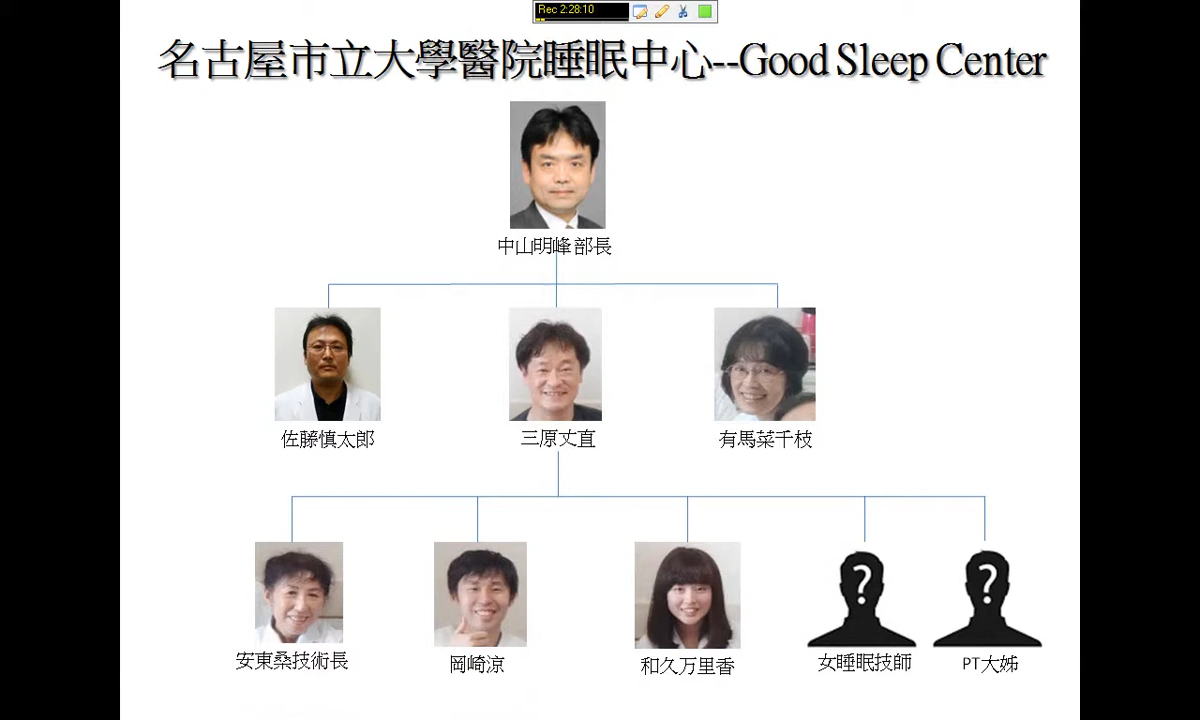 Rec 2:28:10
名古屋市立大學醫院睡眠中心--Good Sleep Center
中山明峰 部長
佐藤慎太郎
三原丈直
有馬菜千枝
安東桑技術長
岡崎涼
和久万里香
女睡眠技師
PT大姊
?
?